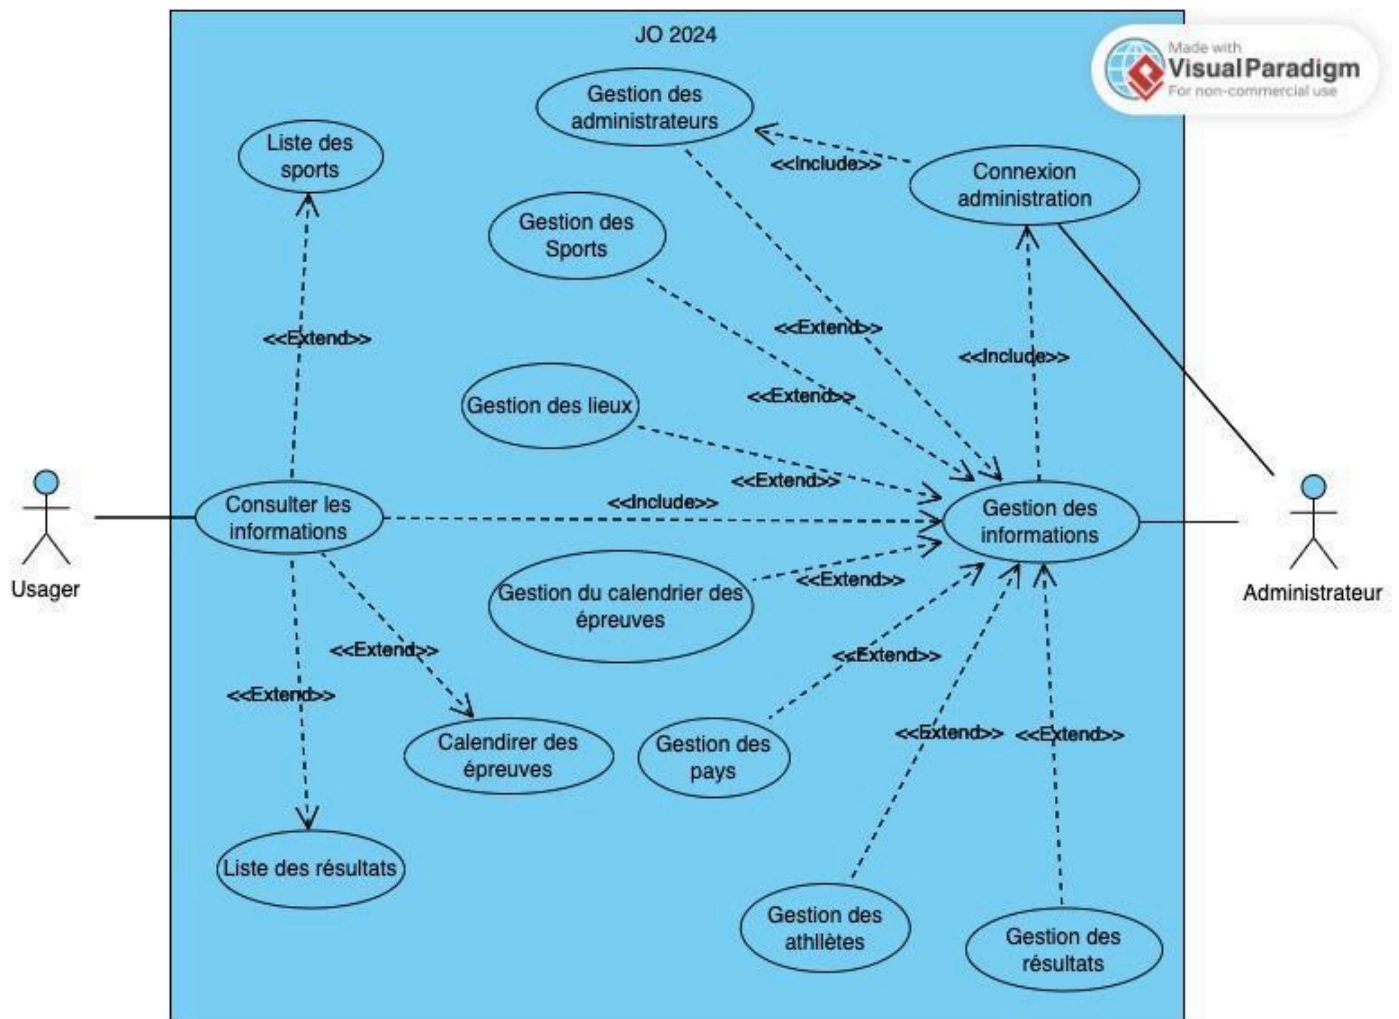 JO 2024
Made with
Visual Paradigm
For non-commercial use
Gestion des
administrateurs
Liste des
sports
<<Include>>
Connexion
administration
Gestion des
Sports
<<Extend>>
<<Extend>>
<<Include>>
<<Extend>>
Gestion des lieux
<<Extend>>
Consulter les
informations
<<Include>>
Gestion des
informations
Usager
Administrateur
Gestion du calendrier des
épreuves
<<Extend>>
<<Extend>>
<<Extend>>
<<Extend>>
<<Extend>>
<<Extend>>
Calendirer des
épreuves
Gestion des
pays
Liste des résultats
Gestion des
athllètes
Gestion des
résultats